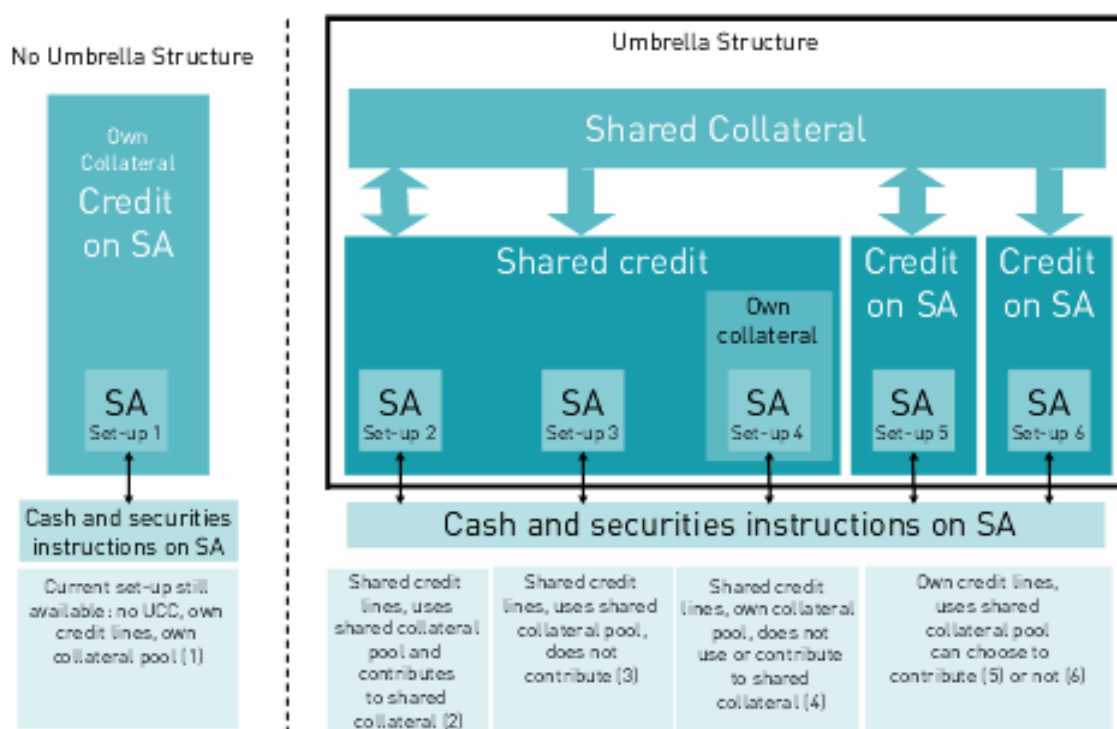 No Umbrella Structure
Own
Collateral
Credit
on SA
SA
Set-up 1
Cash and securities
instructions on SA
Current set-up still
available: no UCC, own
credit lines, own
collateral pool (1)
Umbrella Structure
Shared Collateral
Shared credit
Credit
on SA
Credit
on SA
Own
collateral
SA
Set-up 2
SA
Set-up 3
SA
Set-up 4
SA
Set-up 5
SA
Set-up 6
Cash and securities instructions on SA
Shared credit
lines, uses
shared collateral
pool and
contributes
to shared
collateral (2)
Shared credit
lines, uses shared
collateral pool,
does not
contribute (3)
Shared credit
lines, own collateral
pool, does not
use or contribute
to shared
collateral (4)
Own credit lines,
uses shared
collateral pool
can choose to
contribute (5) or not (6)